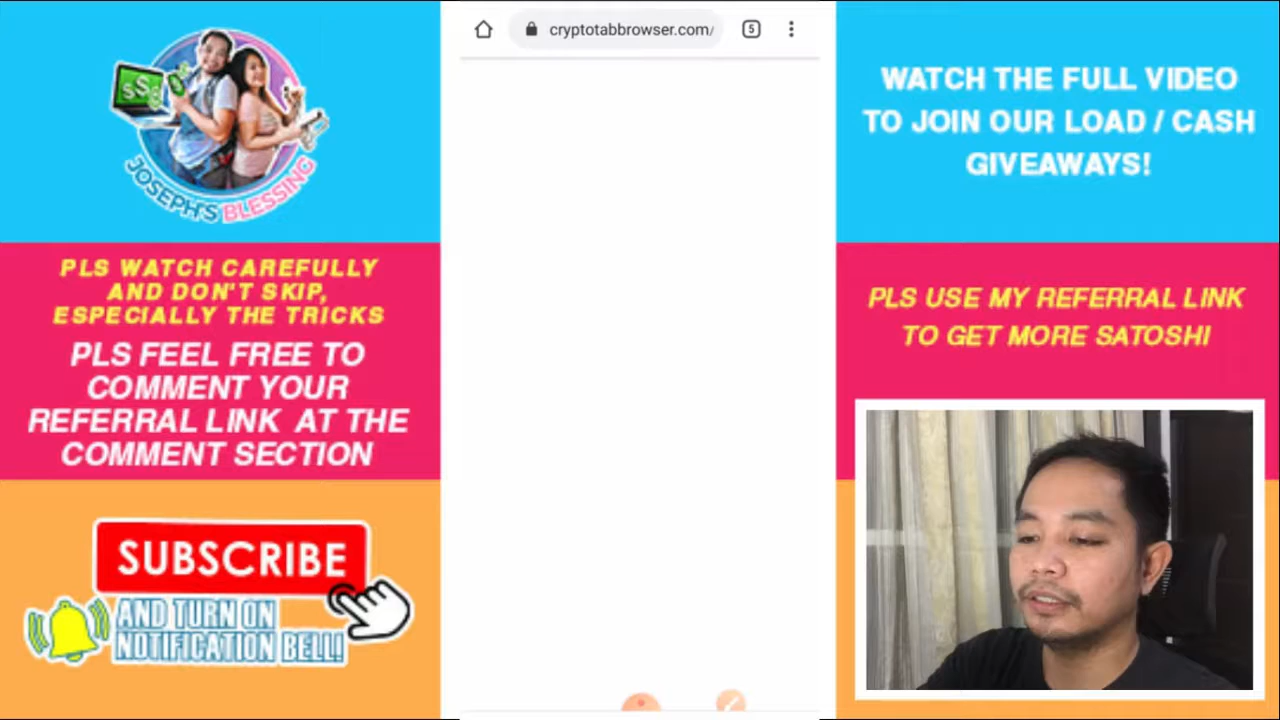 JOSEPH'S BLESSING
PLS WATCH CAREFULLY
AND DON'T SKIP,
ESPECIALLY THE TRICKS
PLS FEEL FREE TO
COMMENT YOUR
REFERRAL LINK AT THE
COMMENT SECTION
SUBSCRIBE
AND TURN ON
NOTIFICATION BELL!
cryptotabbrowser.com/
5
WATCH THE FULL VIDEO
TO JOIN OUR LOAD / CASH
GIVEAWAYS!
PLS USE MY REFERRAL LINK
TO GET MORE SATOSHI